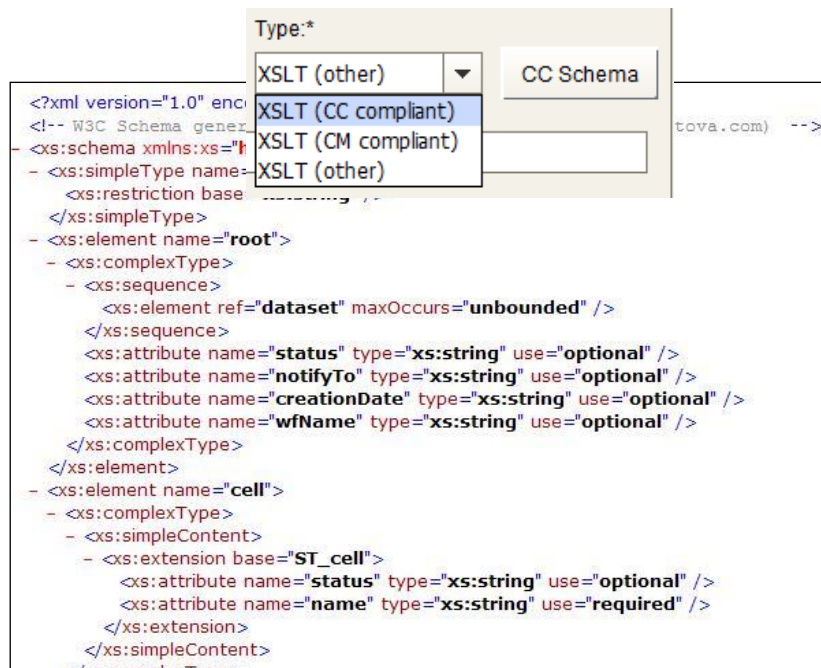 Type:*
XSLT (other) CC Schema
XSLT (CC compliant)
XSLT (CM compliant)
XSLT (other)
<?xml version="1.0"
<!-- W3C Schema tova.com) -->
- <xs:schema xmlns:xs="
- <xs:simpleType name=
<xs:restriction base
</xs:simpleType>
- <xs:element name="root">
- <xs:complexType>
- <xs:sequence>
<xs:element ref="dataset" maxOccurs="unbounded" />
</xs:sequence>
<xs:attribute name="status" type="xs:string" use="optional" />
<xs:attribute name="notifyTo" type="xs:string" use="optional" />
<xs:attribute name="creationDate" type="xs:string" use="optional" />
<xs:attribute name="wfName" type="xs:string" use="optional" />
</xs:complexType>
</xs:element>
- <xs:element name="cell">
- <xs:complexType>
- <xs:simpleContent>
- <xs:extension base="ST_cell">
<xs:attribute name="status" type="xs:string" use="optional" />
<xs:attribute name="name" type="xs:string" use="required" />
</xs:extension>
</xs:simpleContent>